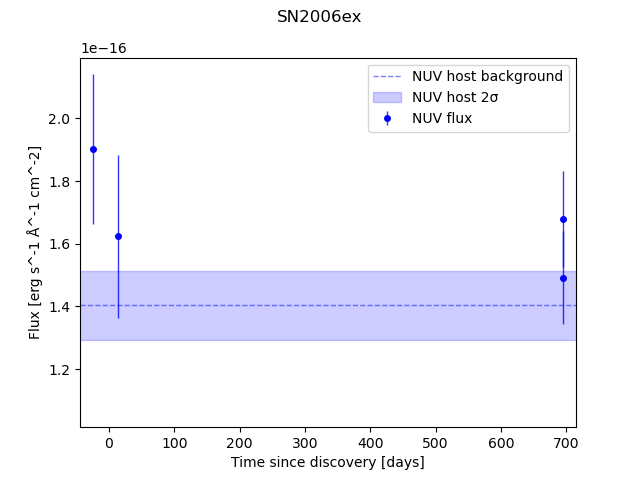 SN2006ex
1e−16
NUV host background
NUV host 2σ
NUV flux
2.0
1.8
1.6
1.4
1.2
Flux [erg s^-1 Å^-1 cm^-2]
0 100 200 300 400 500 600 700
Time since discovery [days]